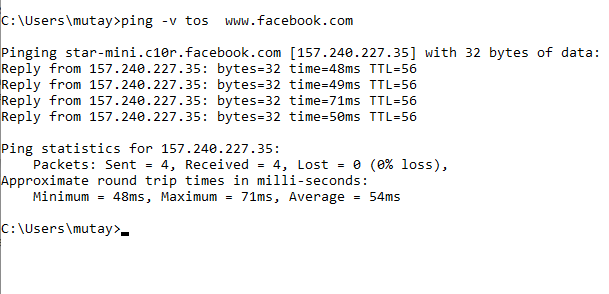 C:\Users\mutay>ping -v tos  www.facebook.com
Pinging star-mini.c10r.facebook.com [157.240.227.35] with 32 bytes of data:
Reply from 157.240.227.35: bytes=32 time=48ms TTL=56
Reply from 157.240.227.35: bytes=32 time=49ms TTL=56
Reply from 157.240.227.35: bytes=32 time=71ms TTL=56
Reply from 157.240.227.35: bytes=32 time=50ms TTL=56
Ping statistics for 157.240.227.35:
    Packets: Sent = 4, Received = 4, Lost = 0 (0% loss),
Approximate round trip times in milli-seconds:
    Minimum = 48ms, Maximum = 71ms, Average = 54ms
C:\Users\mutay>